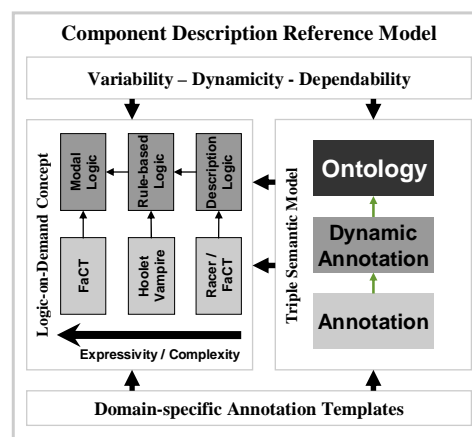 Component Description Reference Model
Variability – Dynamicity - Dependability
Logic-on-Demand Concept
Modal
Logic
Rule-based
Logic
Description
Logic
FaCT
Hoolet
Vampire
Racer /
FaCT
Expressivity / Complexity
Triple Semantic Model
Ontology
Dynamic
Annotation
Annotation
Domain-specific Annotation Templates